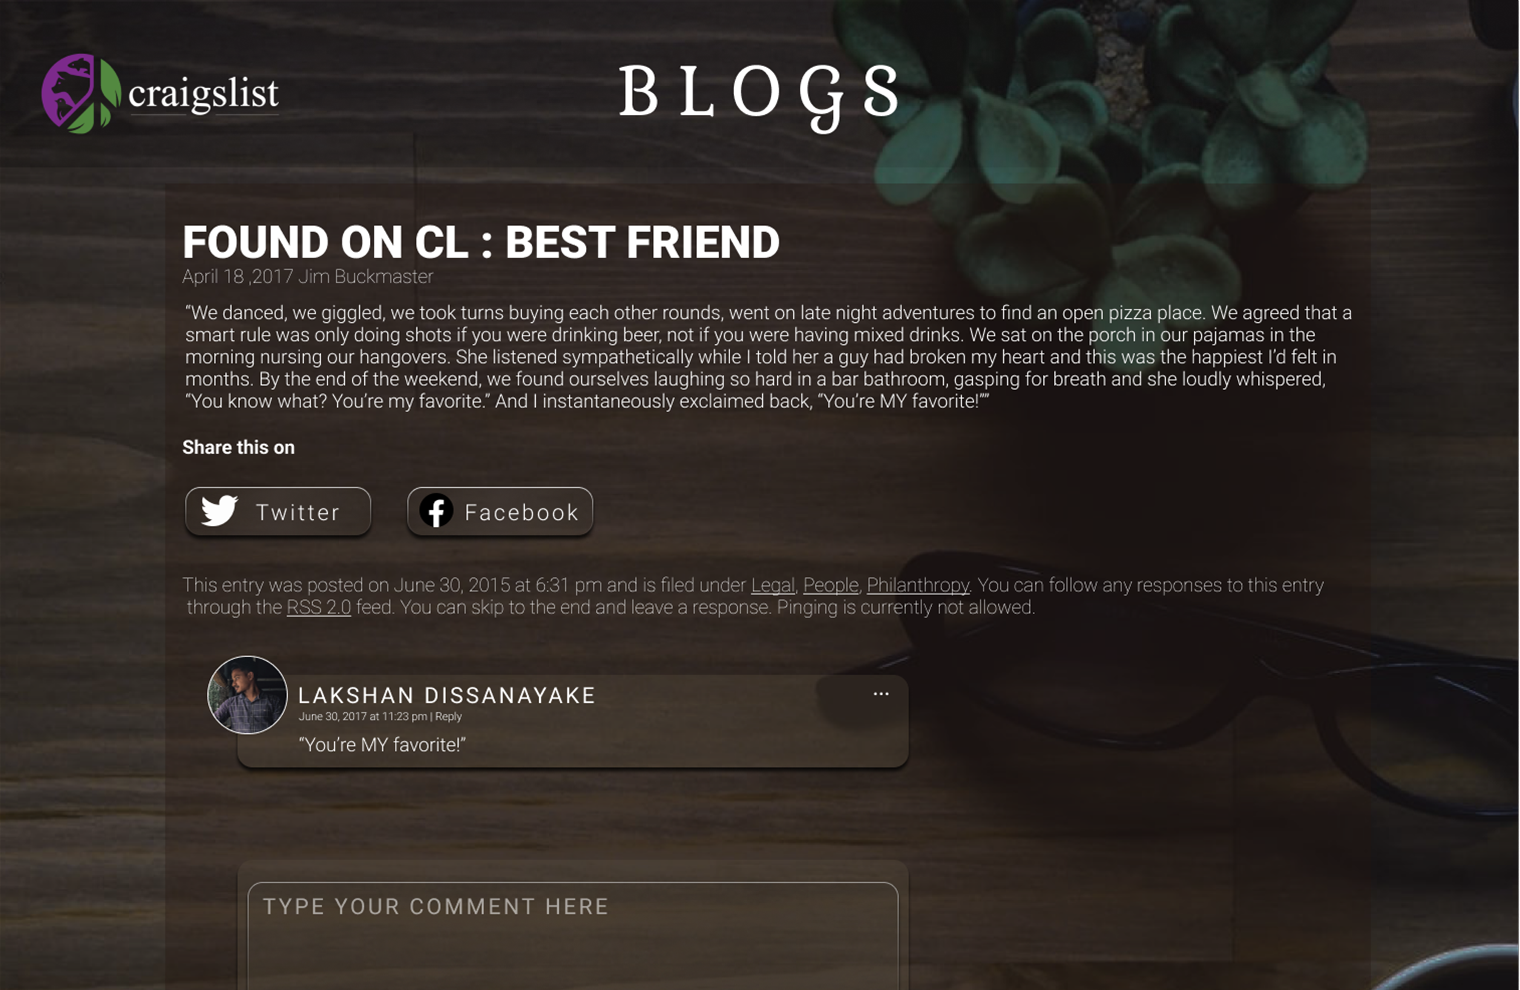 craigslist
BLOGS
FOUND ON CL : BEST FRIEND
April 18 ,2017 Jim Buckmaster
“We danced, we giggled, we took turns buying each other rounds, went on late night adventures to find an open pizza place. We agreed that a
smart rule was only doing shots if you were drinking beer, not if you were having mixed drinks. We sat on the porch in our pajamas in the
morning nursing our hangovers. She listened sympathetically while I told her a guy had broken my heart and this was the happiest I’d felt in
months. By the end of the weekend, we found ourselves laughing so hard in a bar bathroom, gasping for breath and she loudly whispered,
“You know what? You’re my favorite.” And I instantaneously exclaimed back, “You’re MY favorite!””
Share this on
Twitter
Facebook
This entry was posted on June 30, 2015 at 6:31 pm and is filed under Legal, People, Philanthropy. You can follow any responses to this entry
through the RSS 2.0 feed. You can skip to the end and leave a response. Pinging is currently not allowed.
LAKSHAN DISSANAYAKE
...
June 30, 2017 at 11:23 pm | Reply
“You’re MY favorite!”
TYPE YOUR COMMENT HERE